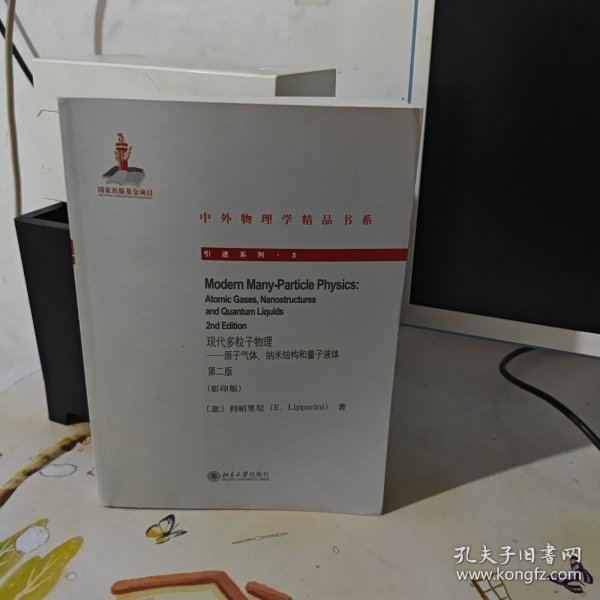 国家出版基金项目
中外物理学精品书系
引进系列·5
Modern Many-Particle Physics:
Atomic Gases, Nanostructures
and Quantum Liquids
2nd Edition
现代多粒子物理
——原子气体、纳米结构和量子液体
第二版
(影印版)
〔意〕利帕里尼(E. Lipparini) 著
北京大学出版社
PEKING UNIVERSITY PRESS
孔夫子旧书网
www.kongfz.com